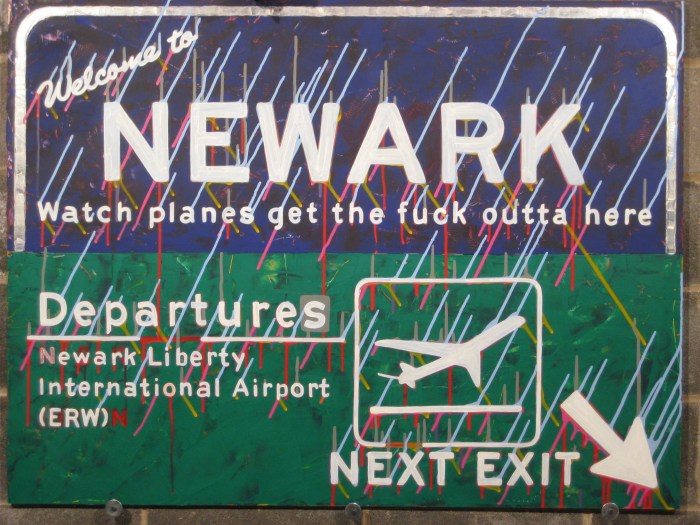 Welcome to
NEWARK
Watch planes get the fuck outta here
Departures
Newark Liberty
International Airport
(ERW)N
NEXT EXIT